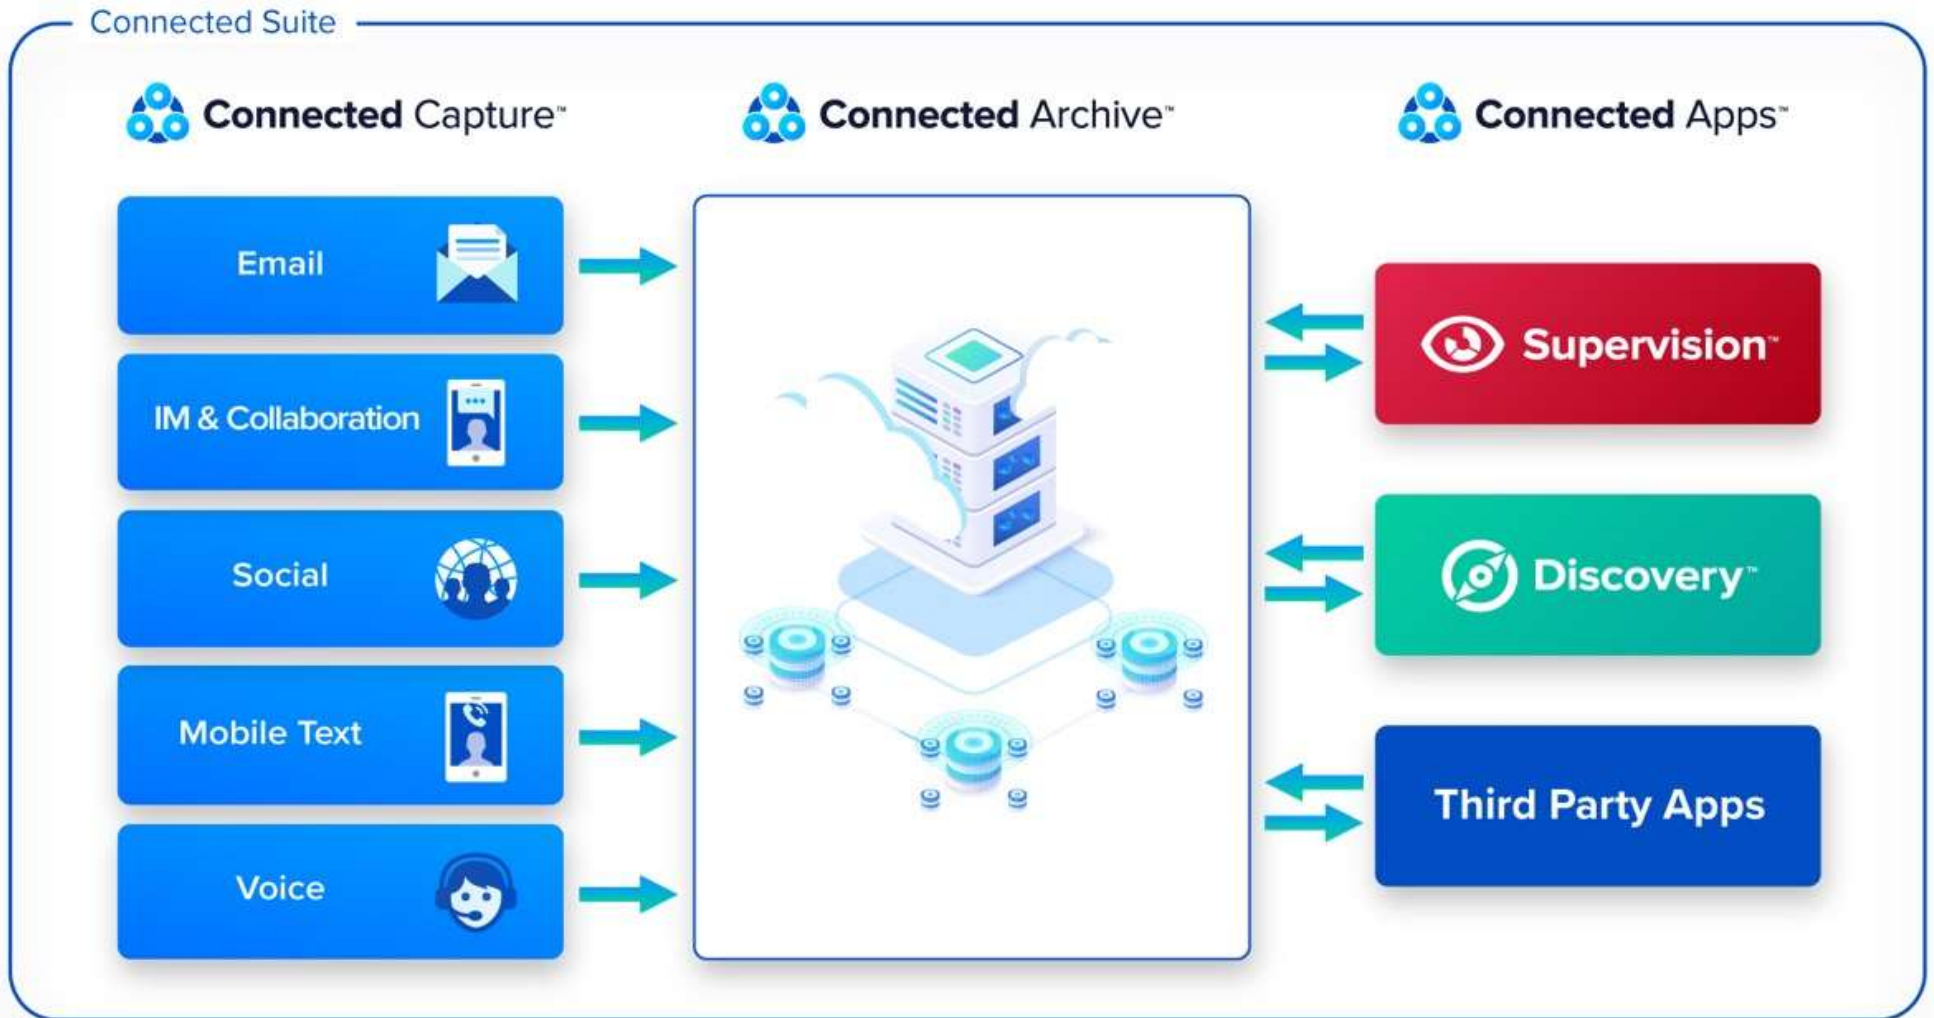 Connected Suite
Connected Capture™
Connected Archive™
Connected Apps™
Email
IM & Collaboration
Social
Mobile Text
Voice
Supervision™
Discovery™
Third Party Apps